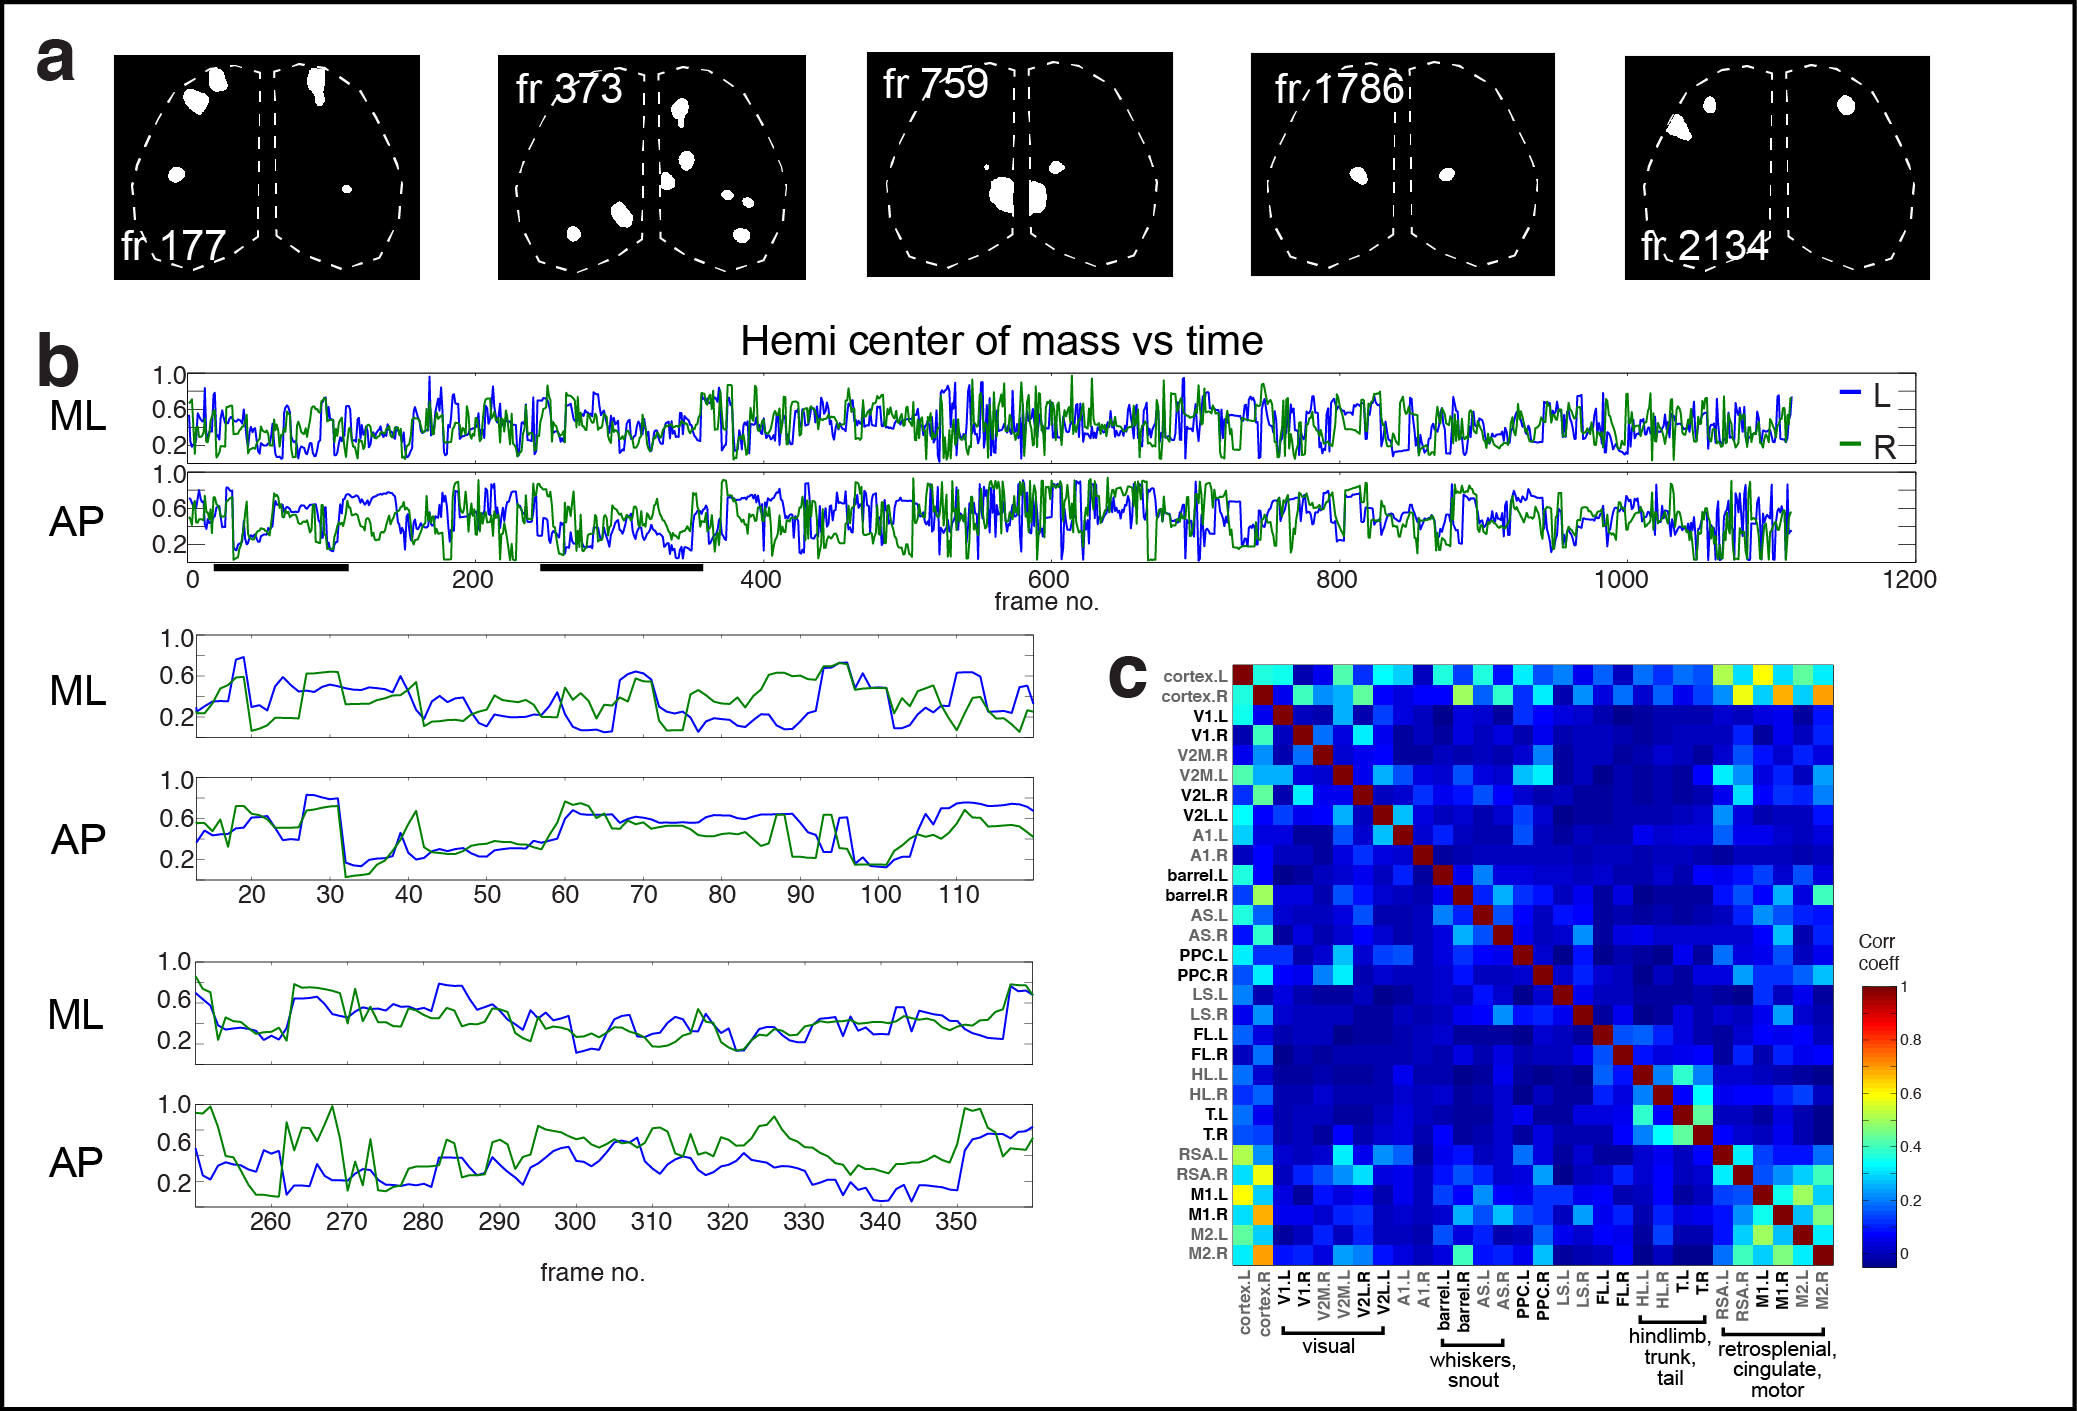 a
fr 177
fr 373
fr 759
fr 1786
fr 2134
b
Hemi center of mass vs time
ML
1.0
0.6
0.2
L
R
AP
1.0
0.6
0.2
0 200 400 600 800 1000 1200
frame no.
ML
1.0
0.6
0.2
AP
1.0
0.6
0.2
20 30 40 50 60 70 80 90 100 110
ML
1.0
0.6
0.2
AP
1.0
0.6
0.2
260 270 280 290 300 310 320 330 340 350
frame no.
c
cortex.L
cortex.R
V1.L
V1.R
V2M.R
V2M.L
V2L.R
V2L.L
A1.L
A1.R
barrel.L
barrel.R
AS.L
AS.R
PPC.L
PPC.R
LS.L
LS.R
FL.L
FL.R
HL.L
HL.R
T.L
T.R
RSA.L
RSA.R
M1.L
M1.R
M2.L
M2.R
cortex.L
cortex.R
V1.L
V1.R
V2M.R
V2M.L
V2L.R
V2L.L
A1.L
A1.R
barrel.L
barrel.R
AS.L
AS.R
PPC.L
PPC.R
LS.L
LS.R
FL.L
FL.R
HL.L
HL.R
T.L
T.R
RSA.L
RSA.R
M1.L
M1.R
M2.L
M2.R
visual
whiskers,
snout
hindlimb,
trunk,
tail
retrosplenial,
cingulate,
motor
Corr
coeff
1
0.8
0.6
0.4
0.2
0